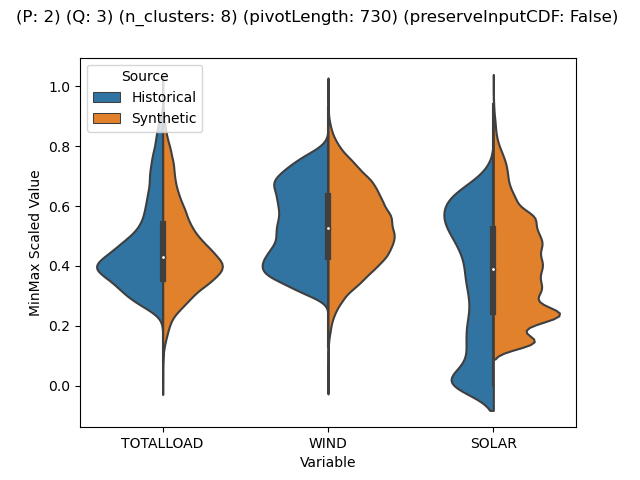 (P: 2) (Q: 3) (n_clusters: 8) (pivotLength: 730) (preserveInputCDF: False)
Source
Historical
Synthetic
MinMax Scaled Value
1.0
0.8
0.6
0.4
0.2
0.0
TOTALLOAD WIND SOLAR
Variable